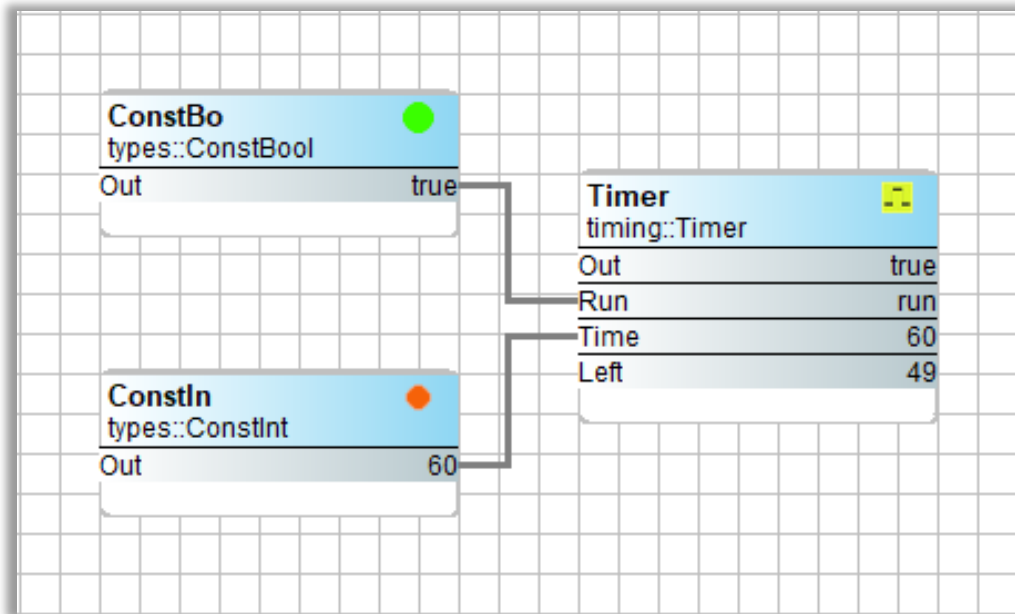 ConstBo
types::ConstBool
Out true
Timer
timing::Timer
Out true
Run run
Time 60
Left 49
ConstIn
types::ConstInt
Out 60